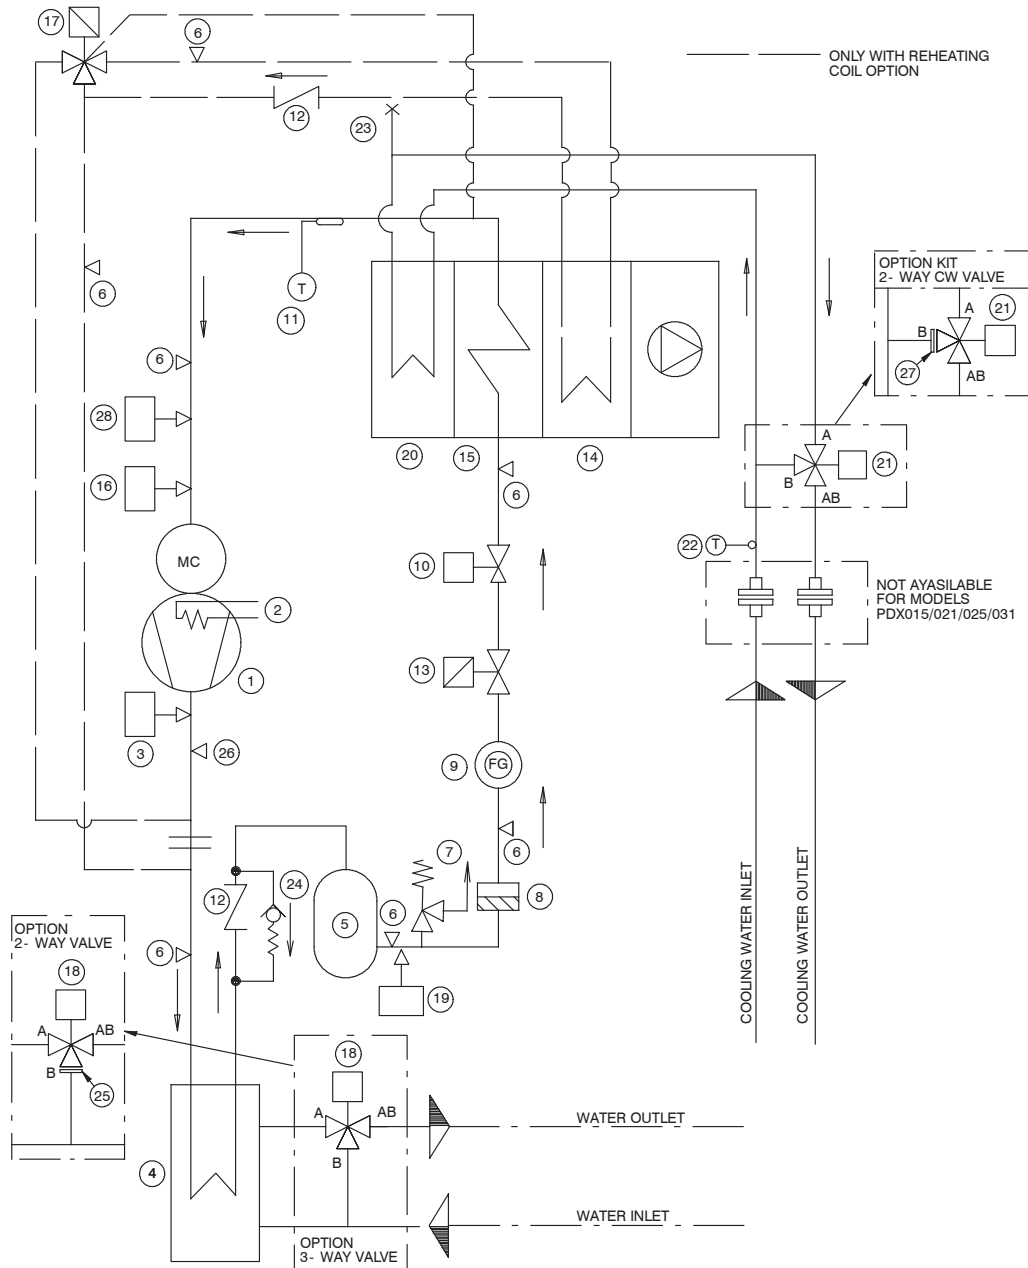 17
6
ONLY WITH REHEATING
COIL OPTION
12
23
OPTION KIT
2- WAY CW VALVE
A
21
B
27
AB
6
T
11
6
28
20
15
14
A
21
B
AB
16
6
22
T
10
MC
NOT AYASILABLE
FOR MODELS
PDX015/021/025/031
2
13
1
3
26
9
FG
6
7
12
24
8
6
5
OPTION
2- WAY VALVE
6
18
19
COOLING WATER INLET
COOLING WATER OUTLET
A
AB
B
25
18
A
AB
WATER OUTLET
B
4
WATER INLET
OPTION
3- WAY VALVE